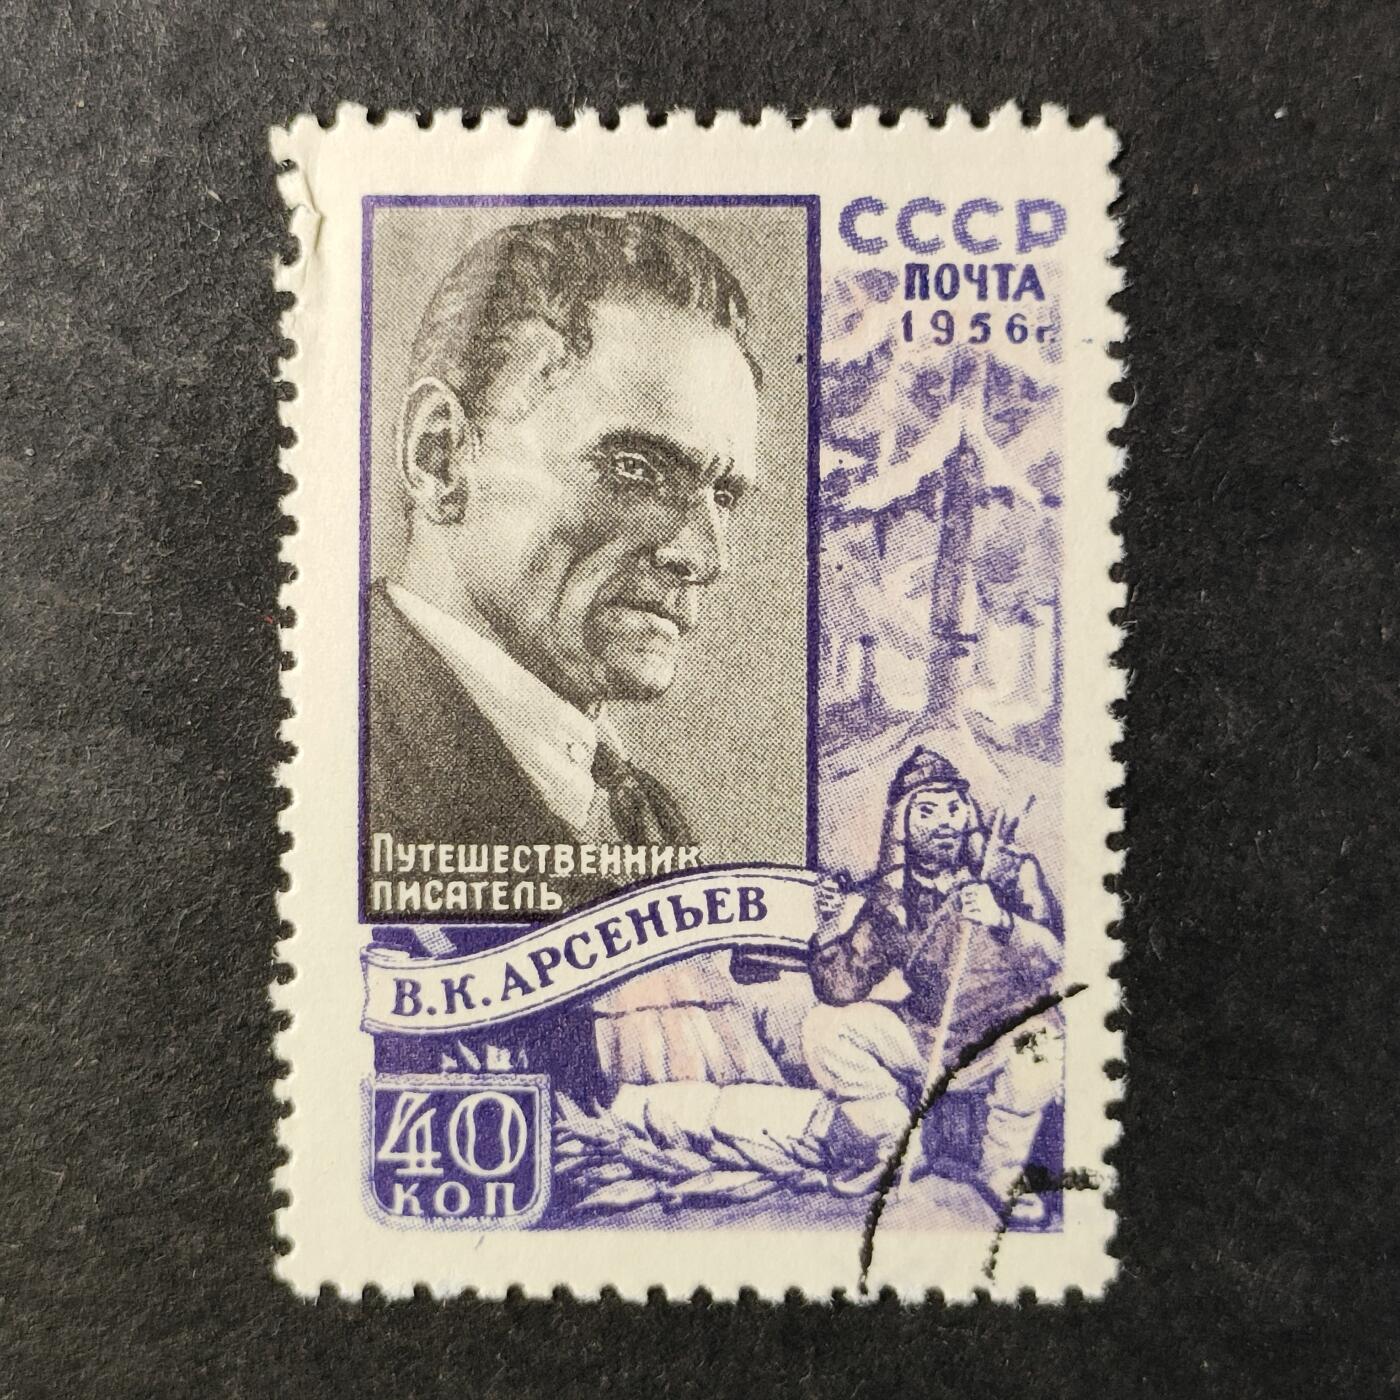 СССР
ПОЧТА
1956г.
ПУТЕШЕСТВЕННИК
ПИСАТЕЛЬ
В.К.АРСЕНЬЕВ
40
КОП